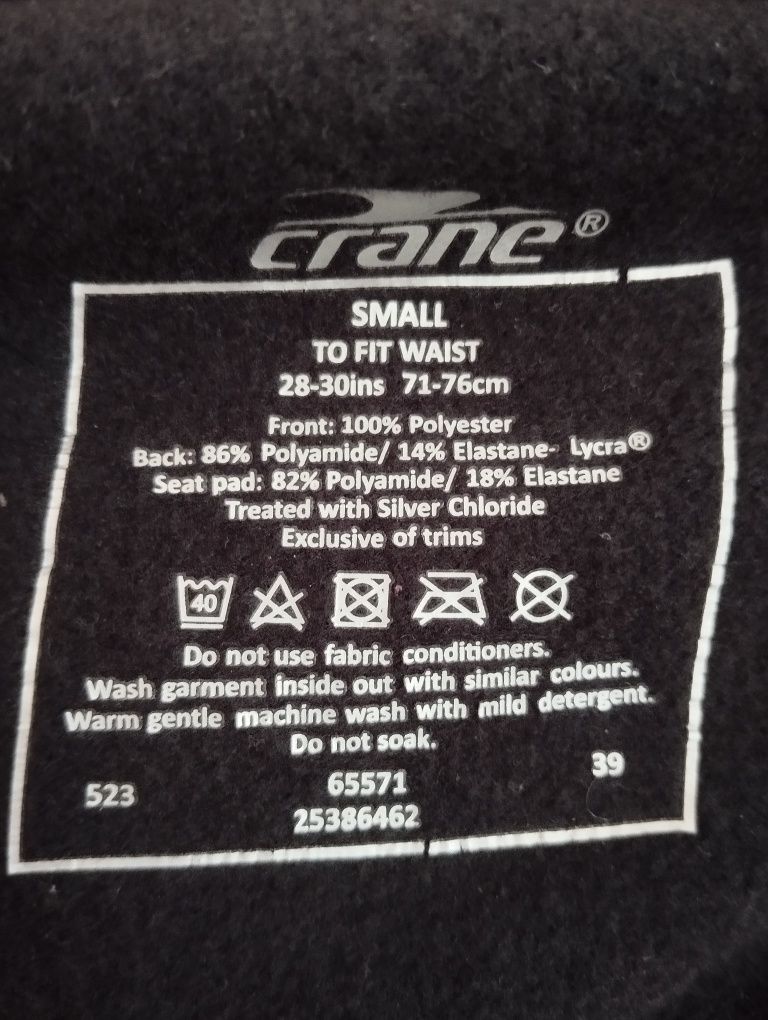 crane®
SMALL
TO FIT WAIST
28-30ins 71-76cm
Front: 100% Polyester
Back: 86% Polyamide/ 14% Elastane- Lycra®
Seat pad: 82% Polyamide/ 18% Elastane
Treated with Silver Chloride
Exclusive of trims
40
Do not use fabric conditioners.
Wash garment inside out with similar colours.
Warm gentle machine wash with mild detergent.
Do not soak.
523 65571 39
25386462